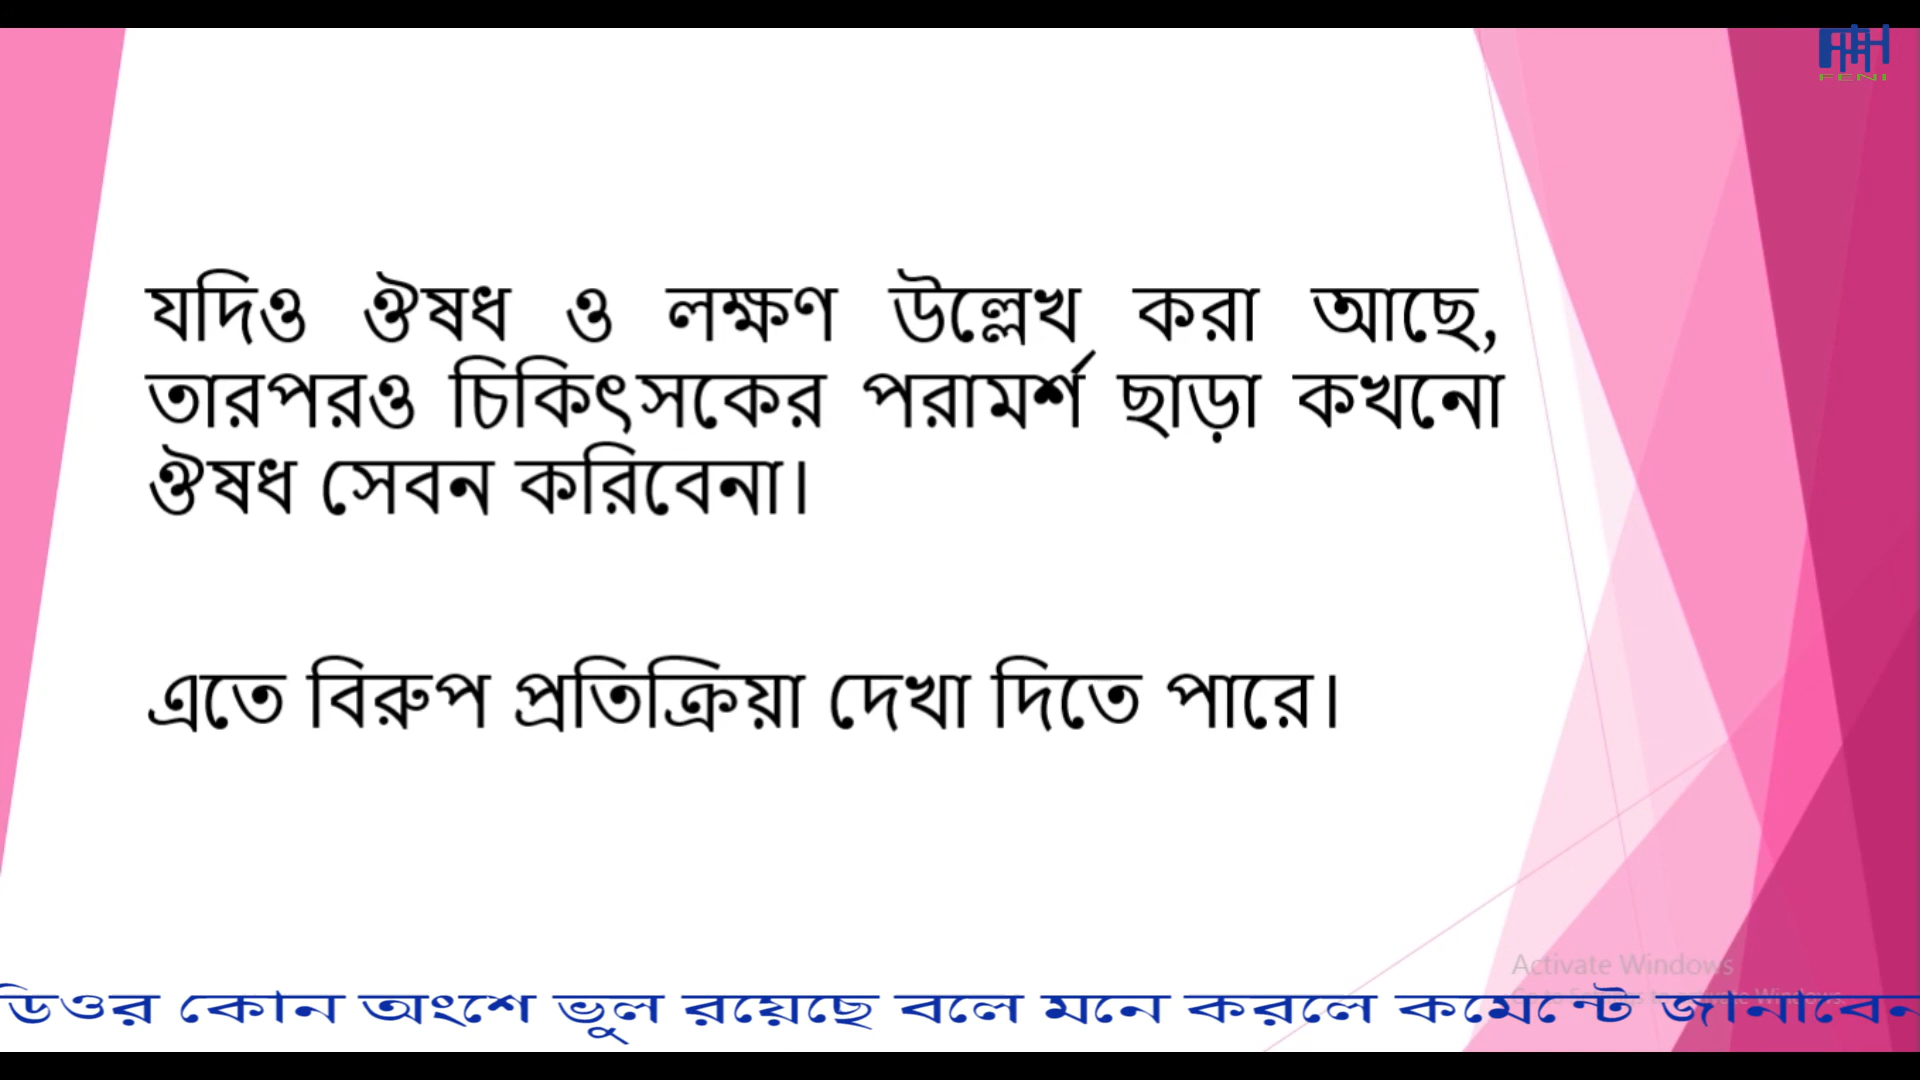 FENI
যদিও ঔষধ ও লক্ষণ উল্লেখ করা আছে,
তারপরও চিকিৎসকের পরামর্শ ছাড়া কখনো
ঔষধ সেবন করিবেনা।
এতে বিরুপ প্রতিক্রিয়া দেখা দিতে পারে।
Activate Windows
ডিওর কোন অংশে ভুল রয়েছে বলে মনে করলে কমেন্টে জানাবেন